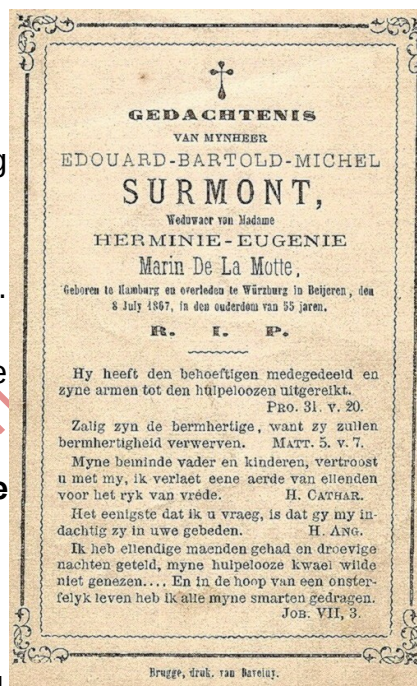 GEDACHTENIS
VAN MYNHEER
EDOUARD-BARTOLD-MICHEL
SURMONT,
Weduwaer van Madame
HERMINIE-EUGENIE
Marin De La Motte,
Geboren te Hamburg en overleden te Würzburg in Beijeren, den
8 July 1867, in den ouderdom van 55 jaren.
R. I. P.
Hy heeft den behoeftigen medegedeeld en
zyne armen tot den hulpeloozen uitgereikt.
PRO. 31. v. 20.
Zalig zyn de bermhertige, want zy zullen
bermhertigheid verwerven. MATT. 5. v. 7.
Myne beminde vader en kinderen, vertroost
u met my, ik verlaet eene aerde van ellenden
voor het ryk van vrede. H. CATHAR.
Het eenigste dat ik u vraeg, is dat gy my in-
dachtig zy in uwe gebeden. H. ANG.
Ik heb ellendige maenden gehad en droevige
nachten geteld, myne hulpelooze kwael wilde
niet genezen.... En in de hoop van een onster-
felyk leven heb ik alle myne smarten gedragen.
JOB. VII, 3.
Brugge, druk. van Daveluy.
g
.
e
e